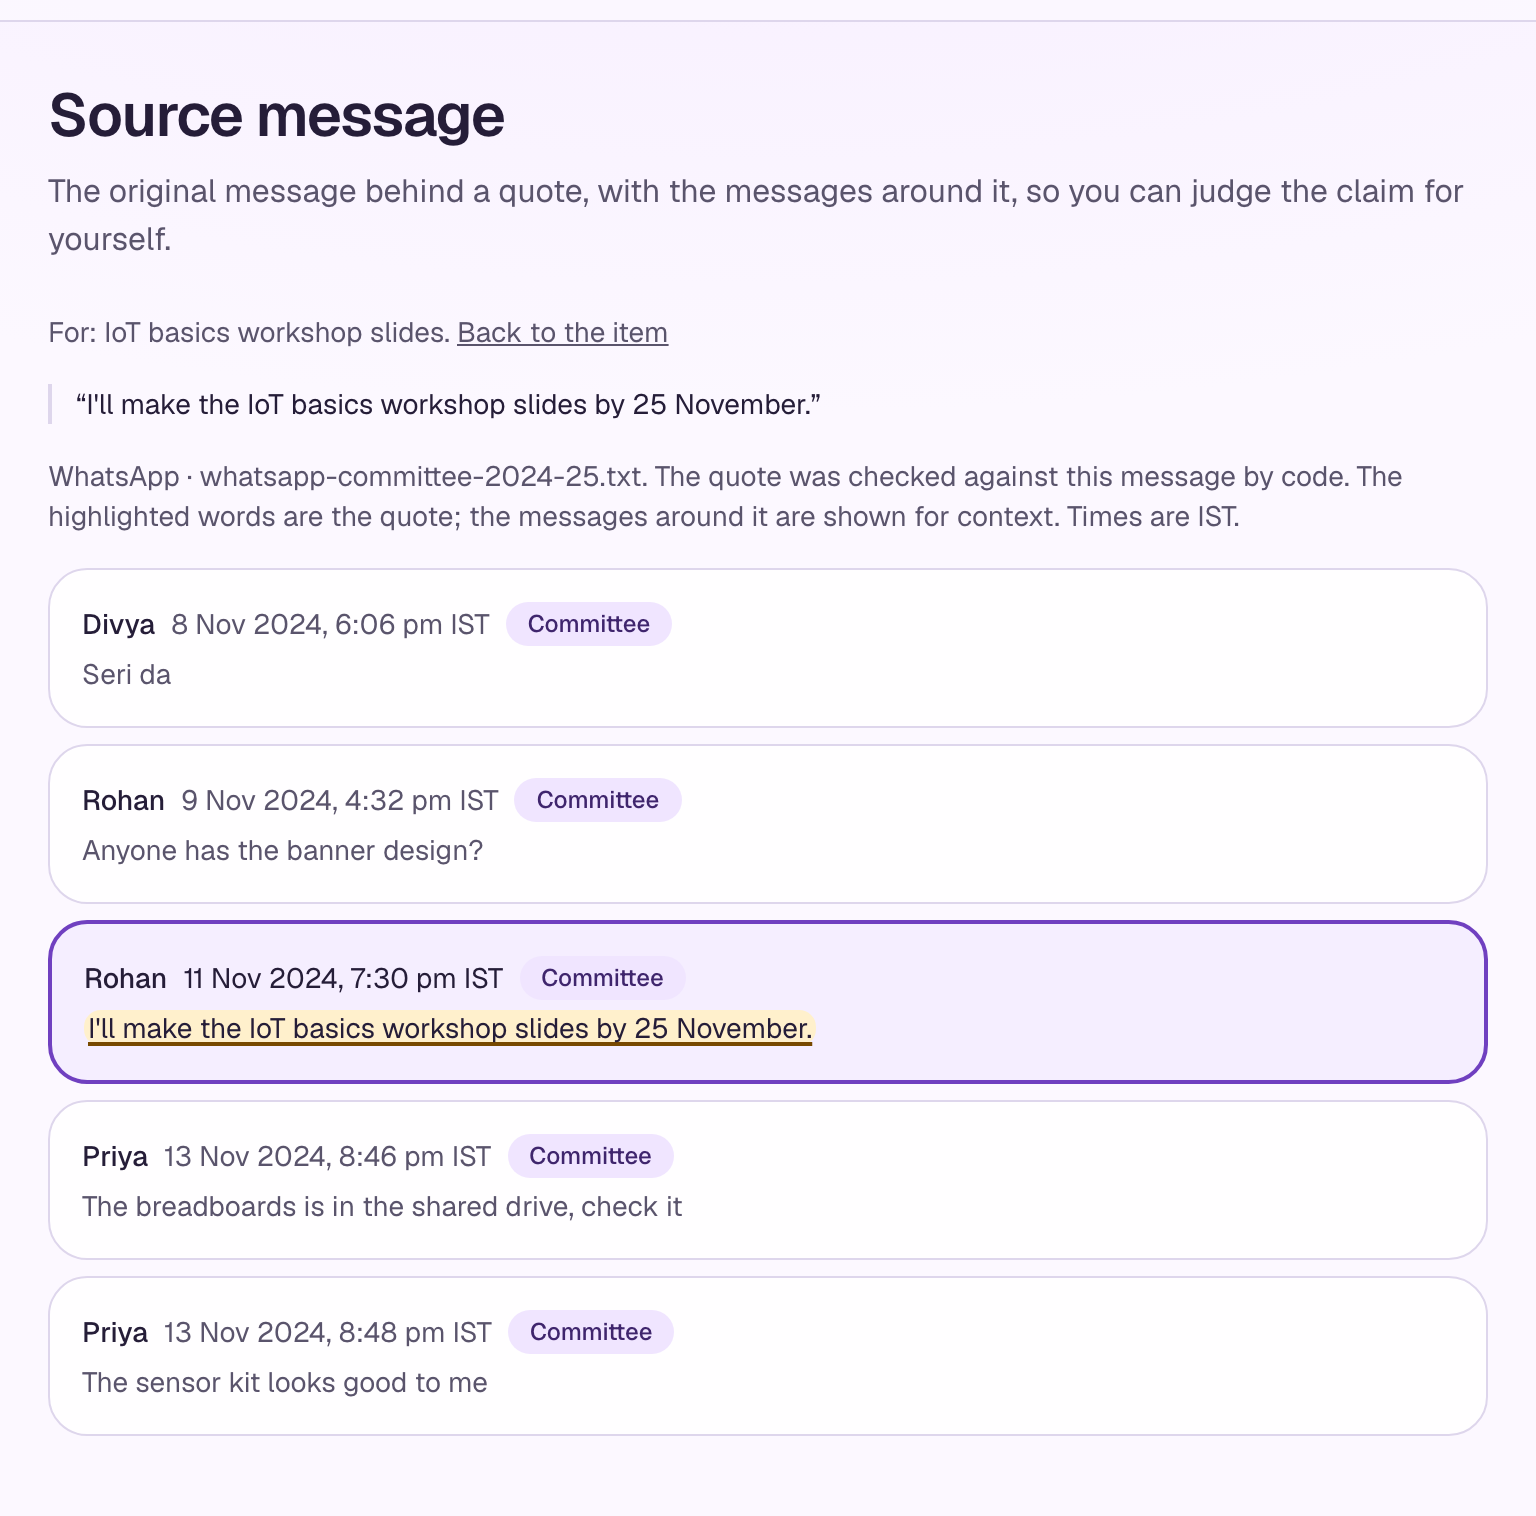 Source message
The original message behind a quote, with the messages around it, so you can judge the claim for
yourself.
For: IoT basics workshop slides. Back to the item
“I'll make the IoT basics workshop slides by 25 November.”
WhatsApp · whatsapp-committee-2024-25.txt. The quote was checked against this message by code. The
highlighted words are the quote; the messages around it are shown for context. Times are IST.
Divya 8 Nov 2024, 6:06 pm IST Committee
Seri da
Rohan 9 Nov 2024, 4:32 pm IST Committee
Anyone has the banner design?
Rohan 11 Nov 2024, 7:30 pm IST Committee
I'll make the IoT basics workshop slides by 25 November.
Priya 13 Nov 2024, 8:46 pm IST Committee
The breadboards is in the shared drive, check it
Priya 13 Nov 2024, 8:48 pm IST Committee
The sensor kit looks good to me